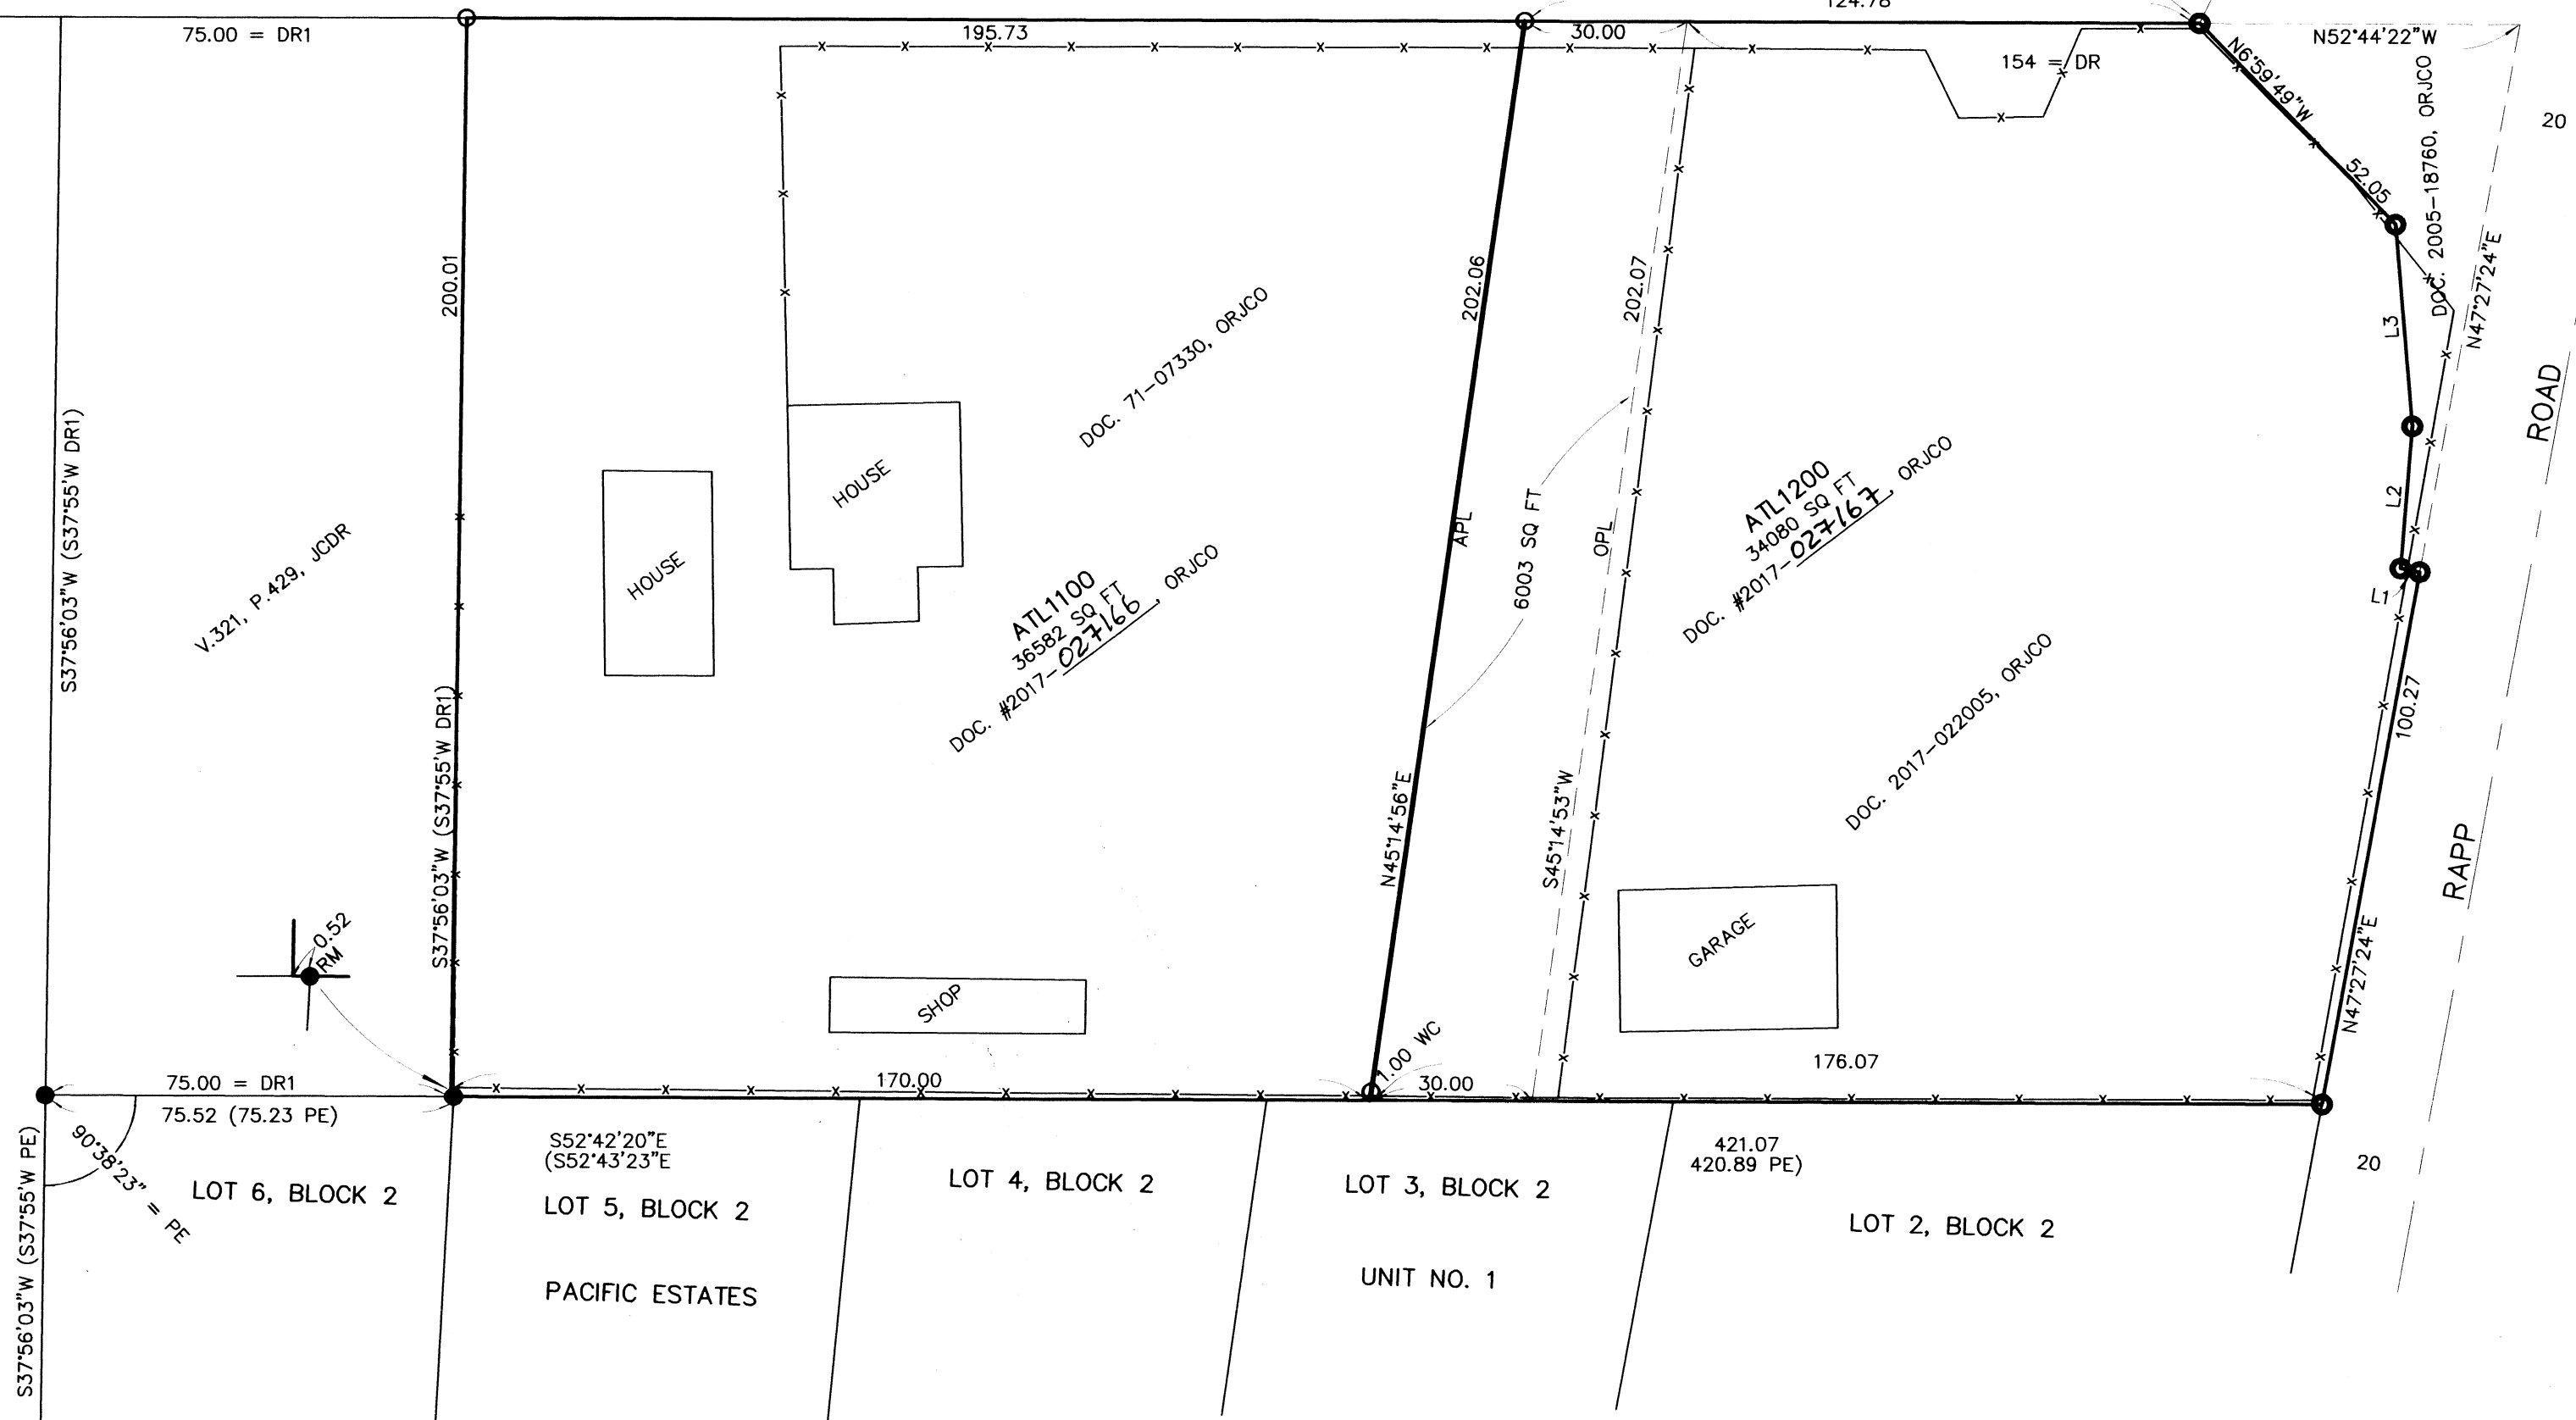 124.78
75.00 = DR1
195.73
30.00
N52°44'22"W
154 = DR
N6°59'49"W
52.05
DOC. 2005-18760, ORJCO
20
N47°27'24"E
200.01
202.06
202.07
L3
ROAD
DOC. 71-07330, ORJCO
S37°56'03"W (S37°55'W DR1)
V.321, P.429, JCDR
HOUSE
HOUSE
APL
6003 SQ FT
OPL
ATL1200
34080 SQ FT
DOC. #2017-027167, ORJCO
L2
L1
ATL1100
36582 SQ FT
DOC. #2017-027166, ORJCO
S37°56'03"W (S37°55'W DR1)
N45°14'56"E
S45°14'53"W
DOC. 2017-022005, ORJCO
100.27
RAPP
N47°27'24"E
0.52
RM
SHOP
GARAGE
1.00 WC
75.00 = DR1
75.52 (75.23 PE)
170.00
30.00
176.07
90°38'23" = PE
S37°56'03"W (S37°55'W PE)
S52°42'20"E
(S52°43'23"E
421.07
420.89 PE)
20
LOT 6, BLOCK 2
LOT 5, BLOCK 2
LOT 4, BLOCK 2
LOT 3, BLOCK 2
LOT 2, BLOCK 2
PACIFIC ESTATES
UNIT NO. 1